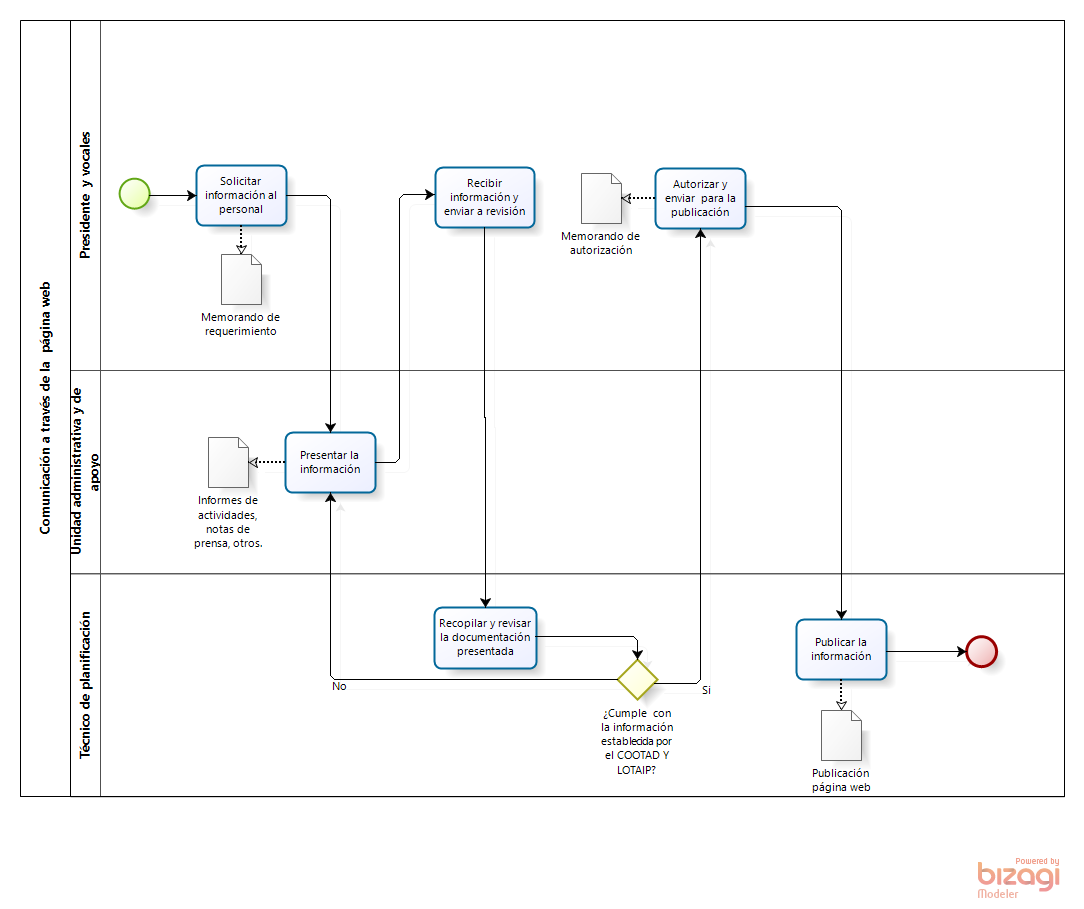 Comunicación a través de la  página web
Presidente  y vocales
Solicitar
información al
personal
Memorando de
requerimiento
Recibir
información y
enviar a revisión
Memorando de
autorización
Autorizar y
enviar  para la
publicación
Unidad administrativa y de
apoyo
Presentar la
información
Informes de
actividades,
notas de
prensa, otros.
Técnico de planificación
Recopilar y revisar
la documentación
presentada
No
Si
¿Cumple  con
la información
establecida por
el COOTAD Y
LOTAIP?
Publicar la
información
Publicación
página web
Powered by
bizagi
Modeler